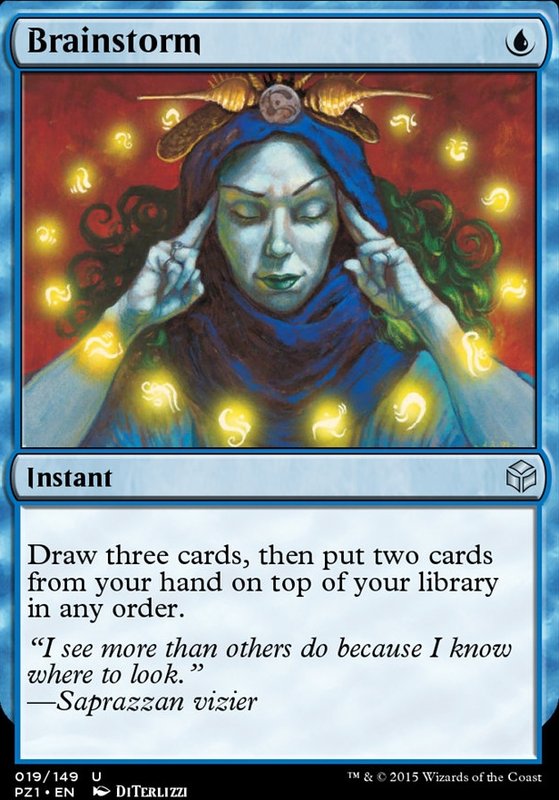 Brainstorm
Instant
Draw three cards, then put two cards
from your hand on top of your library
in any order.
“I see more than others do because I know
where to look.”
—Saprazzan vizier
019/149 U
PZ1 • EN DiTerlizzi
™ & © 2015 Wizards of the Coast